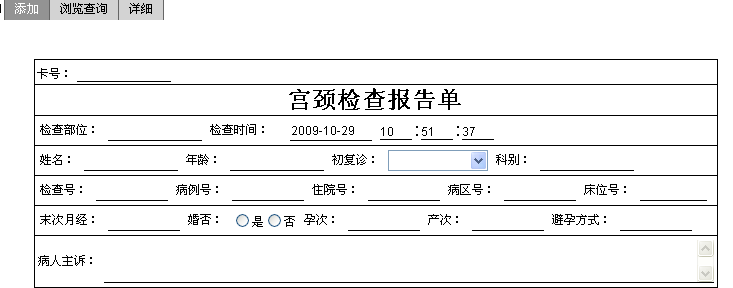 添加 浏览查询 详细
卡号：
宫颈检查报告单
检查部位： 检查时间： 2009-10-29 10 :51 :37
姓名： 年龄： 初复诊： 科别：
检查号： 病例号： 住院号： 病区号： 床位号：
末次月经： 婚否： 是 否 孕次： 产次： 避孕方式：
病人主诉：